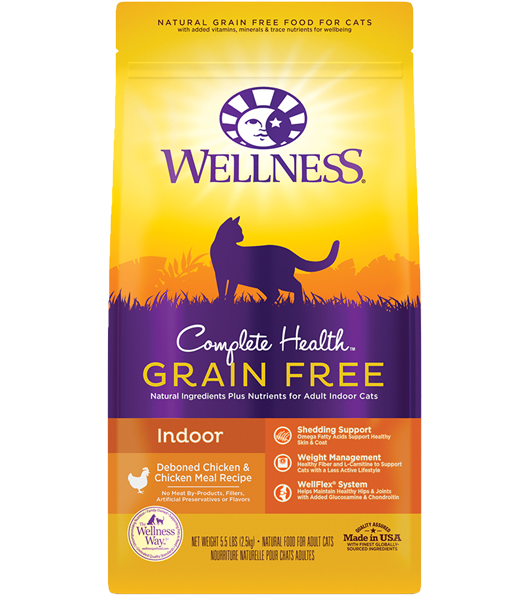 NATURAL GRAIN FREE FOOD FOR CATS
with added vitamins, minerals & trace nutrients for wellbeing
WELLNESS®
Complete Health™
GRAIN FREE
Natural Ingredients Plus Nutrients for Adult Indoor Cats
Indoor
Deboned Chicken &
Chicken Meal Recipe
No Meat By-Products, Fillers,
Artificial Preservatives or Flavors
Shedding Support
Omega Fatty Acids Support Healthy
Skin & Coat
Weight Management
Healthy Fiber and L-Carnitine to Support
Cats with a Less Active Lifestyle
WellFlex® System
Helps Maintain Healthy Hips & Joints
with Added Glucosamine & Chondroitin
The
Wellness
Way.™
NET WEIGHT 5.5 LBS (2.5kg) • NATURAL FOOD FOR ADULT CATS
NOURRITURE NATURELLE POUR CHATS ADULTES
QUALITY ASSURED
Made in USA
WITH FINEST GLOBALLY-
SOURCED INGREDIENTS